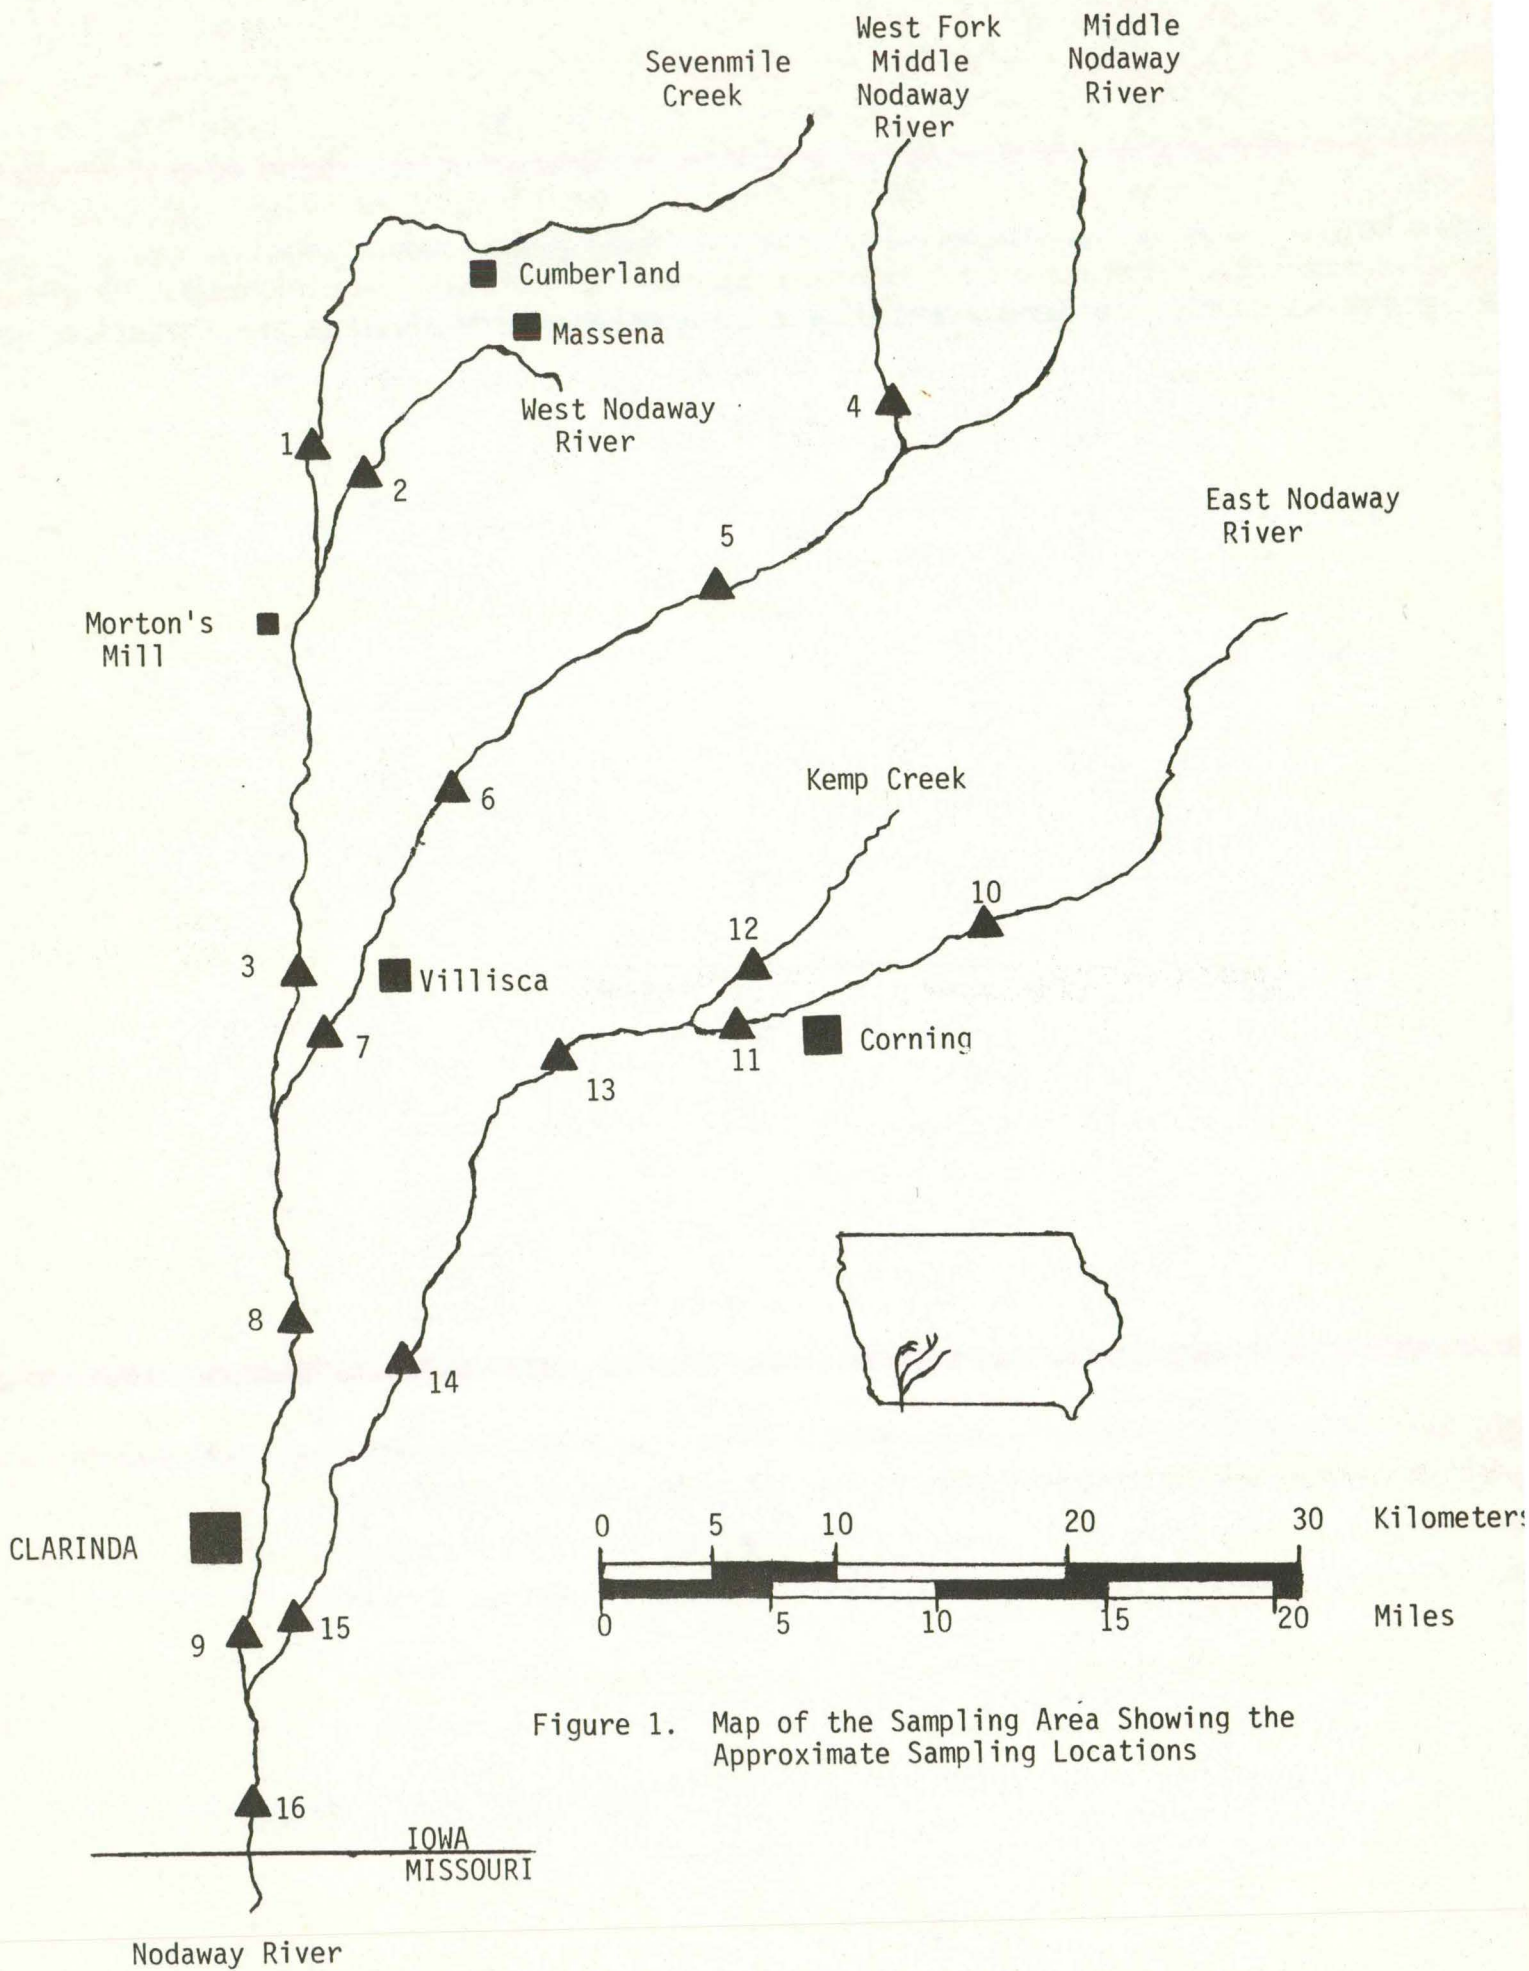 Sevenmile
Creek
West Fork
Middle
Nodaway
River
Middle
Nodaway
River
Cumberland
Massena
West Nodaway
River
1
2
4
5
East Nodaway
River
Morton's
Mill
6
Kemp Creek
10
12
3
Villisca
7
11
Corning
13
8
14
CLARINDA
0 5 10 20 30 Kilometers
0 5 10 15 20 Miles
9
15
Figure 1. Map of the Sampling Area Showing the
Approximate Sampling Locations
16
IOWA
MISSOURI
Nodaway River